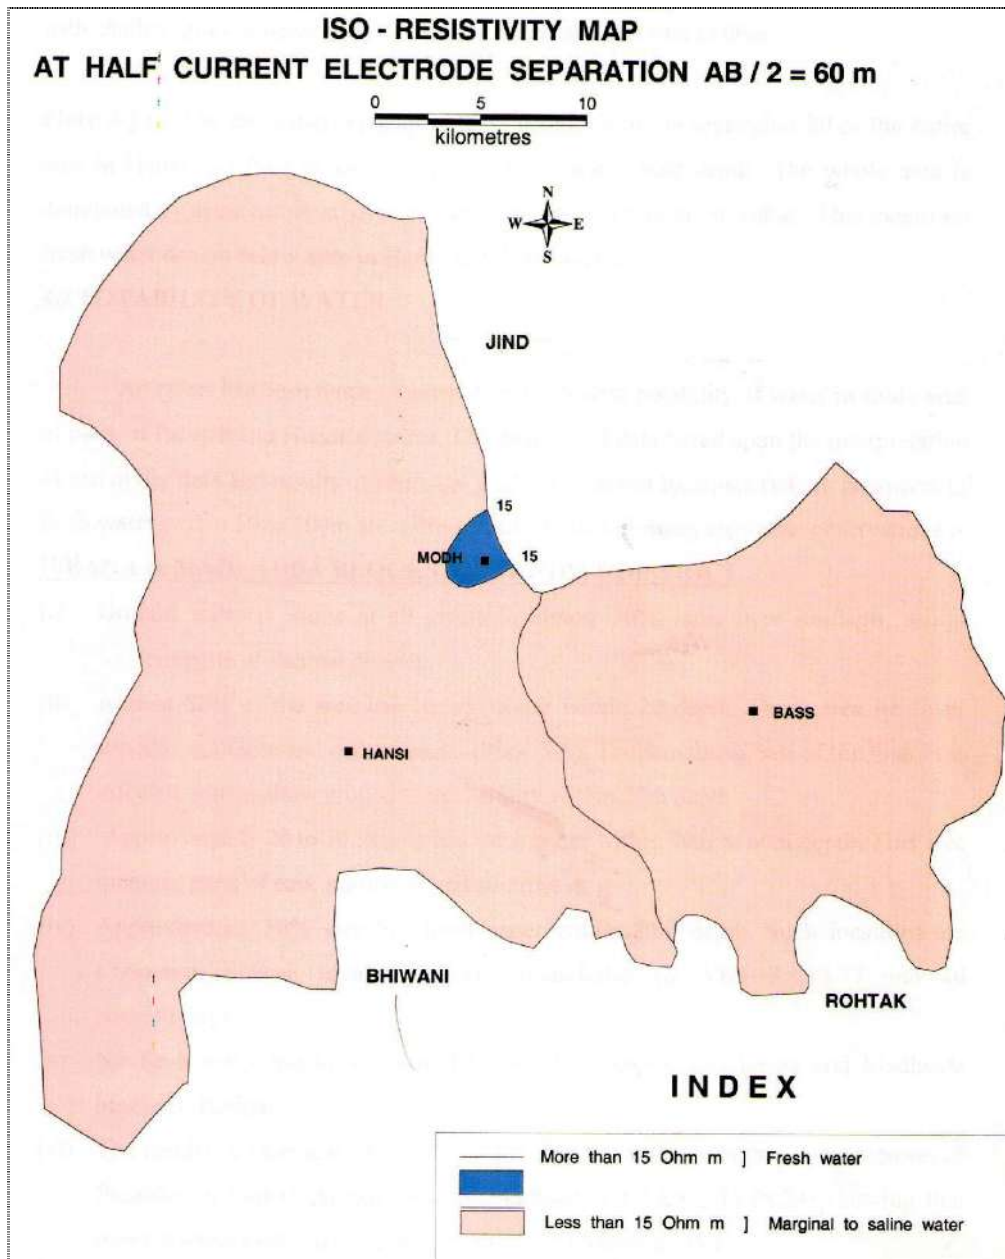 ISO - RESISTIVITY MAP
AT HALF CURRENT ELECTRODE SEPARATION AB / 2 = 60 m
0 5 10
kilometres
N
W E
S
JIND
15
MODH
15
BASS
HANSI
BHIWANI
ROHTAK
INDEX
More than 15 Ohm m ] Fresh water
Less than 15 Ohm m ] Marginal to saline water